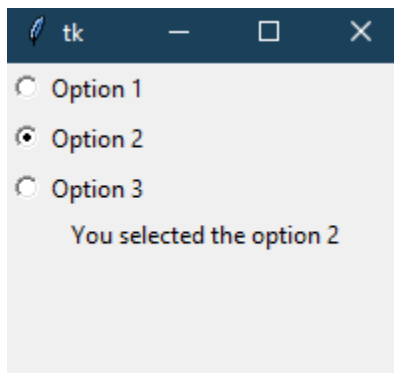 tk
Option 1
Option 2
Option 3
You selected the option 2